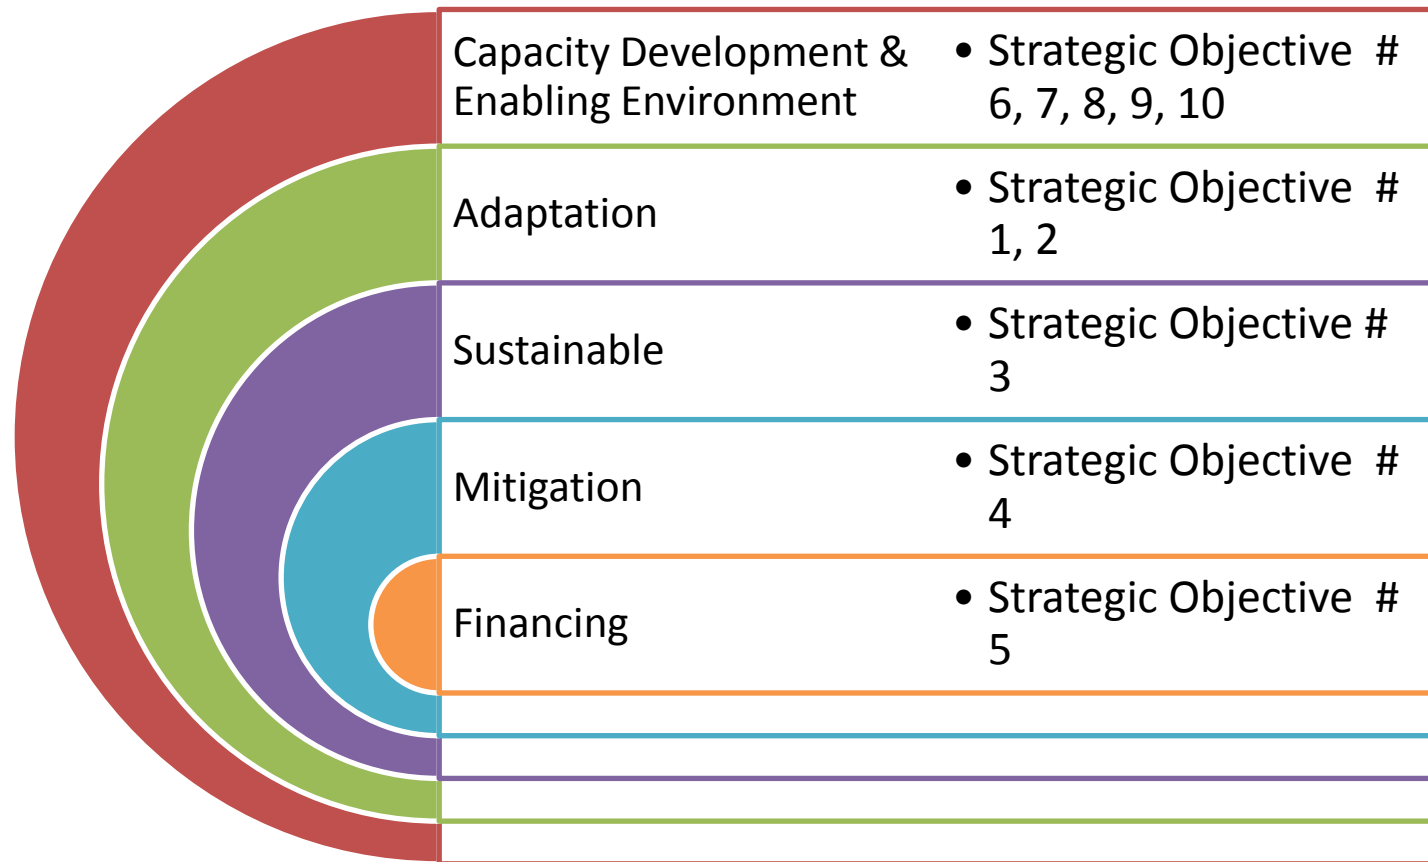 Capacity Development &
Enabling Environment
• Strategic Objective #
6, 7, 8, 9, 10
Adaptation
• Strategic Objective #
1, 2
Sustainable
• Strategic Objective #
3
Mitigation
• Strategic Objective #
4
Financing
• Strategic Objective #
5